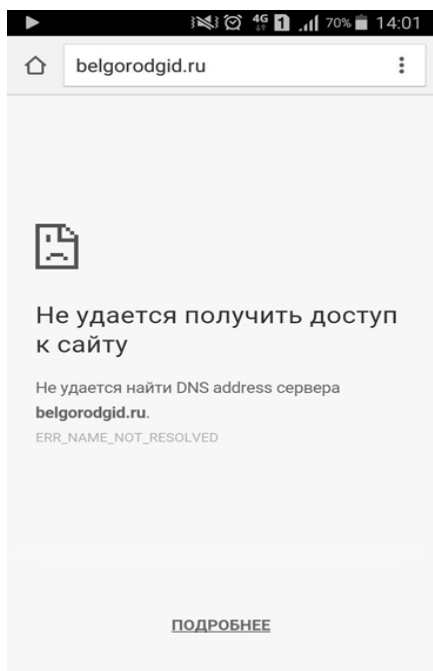 4G 1 70% 14:01
belgorodgid.ru
Не удается получить доступ
к сайту
Не удается найти DNS address сервера
belgorodgid.ru.
ERR_NAME_NOT_RESOLVED
ПОДРОБНЕЕ